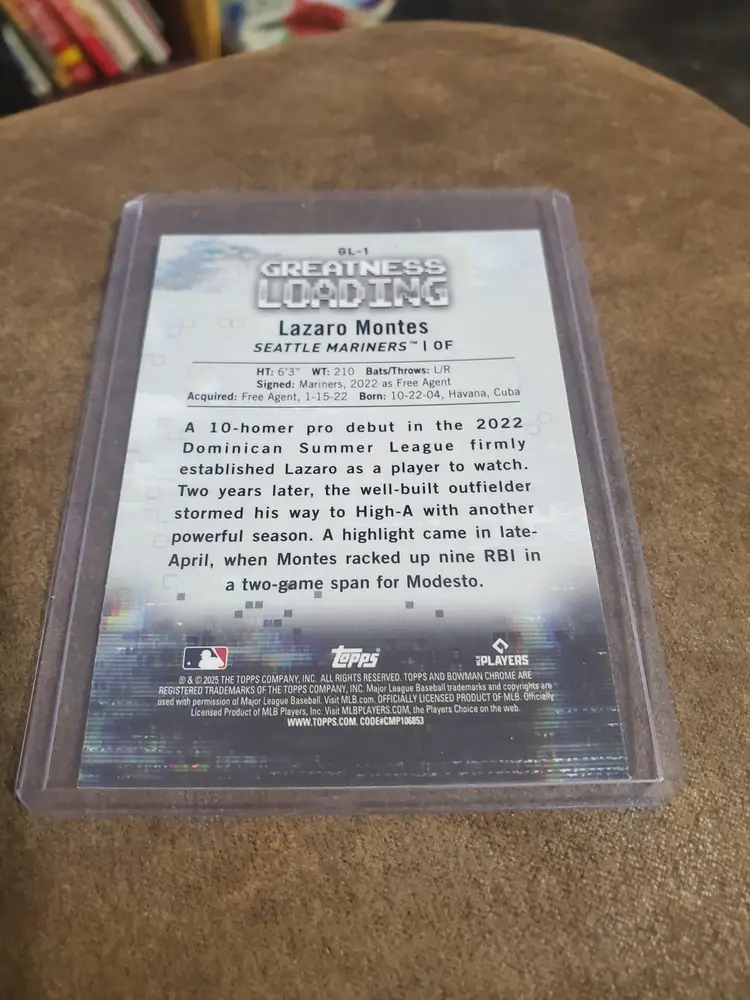 GL-1
GREATNESS
LOADING
Lazaro Montes
SEATTLE MARINERS™ | OF
HT: 6'3" WT: 210 Bats/Throws: L/R
Signed: Mariners, 2022 as Free Agent
Acquired: Free Agent, 1-15-22 Born: 10-22-04, Havana, Cuba
A 10-homer pro debut in the 2022
Dominican Summer League firmly
established Lazaro as a player to watch.
Two years later, the well-built outfielder
stormed his way to High-A with another
powerful season. A highlight came in late-
April, when Montes racked up nine RBI in
a two-game span for Modesto.
Topps
PLAYERS
® & © 2025 THE TOPPS COMPANY, INC. ALL RIGHTS RESERVED. TOPPS AND BOWMAN CHROME ARE
REGISTERED TRADEMARKS OF THE TOPPS COMPANY, INC. Major League Baseball trademarks and copyrights are
used with permission of Major League Baseball. Visit MLB.com. OFFICIALLY LICENSED PRODUCT OF MLB. Officially
Licensed Product of MLB Players, Inc. Visit MLBPLAYERS.COM, the Players Choice on the web.
WWW.TOPPS.COM. CODE#CMP106853